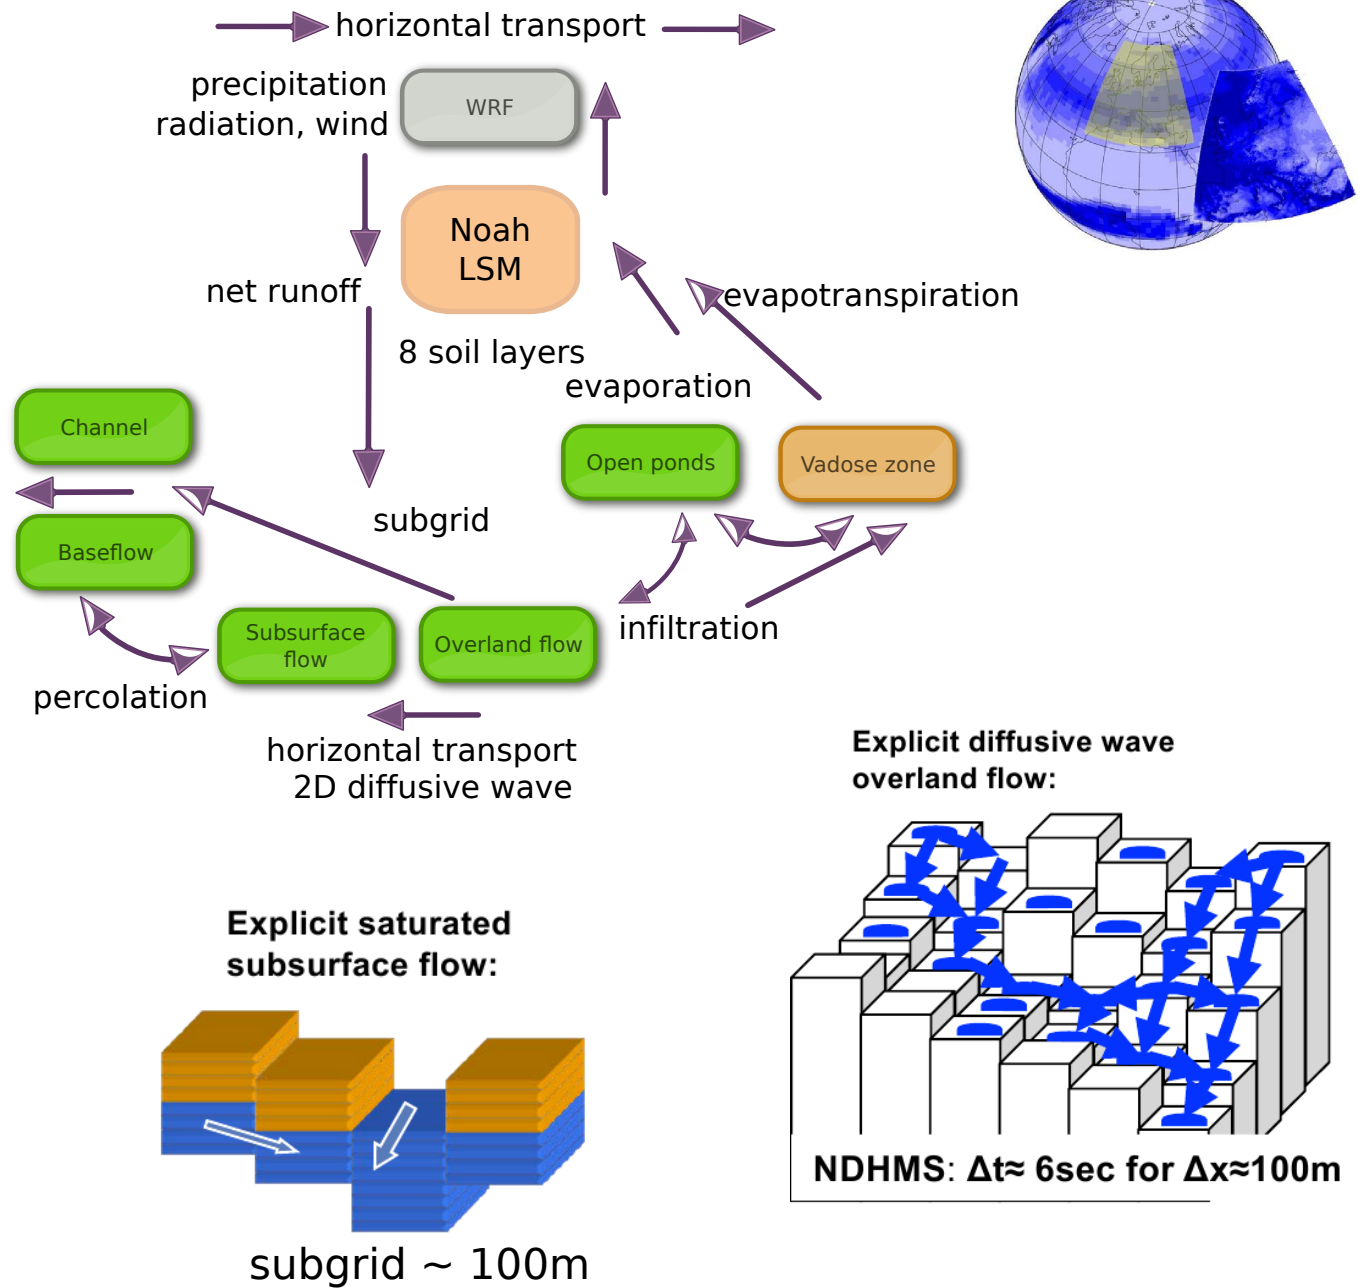 horizontal transport
precipitation
radiation, wind
WRF
Noah
LSM
net runoff
evapotranspiration
8 soil layers
evaporation
Channel
Open ponds
Vadose zone
subgrid
Baseflow
Subsurface
flow
Overland flow
infiltration
percolation
horizontal transport
2D diffusive wave
Explicit diffusive wave
overland flow:
Explicit saturated
subsurface flow:
NDHMS: Δt≈ 6sec for Δx≈100m
subgrid ~ 100m